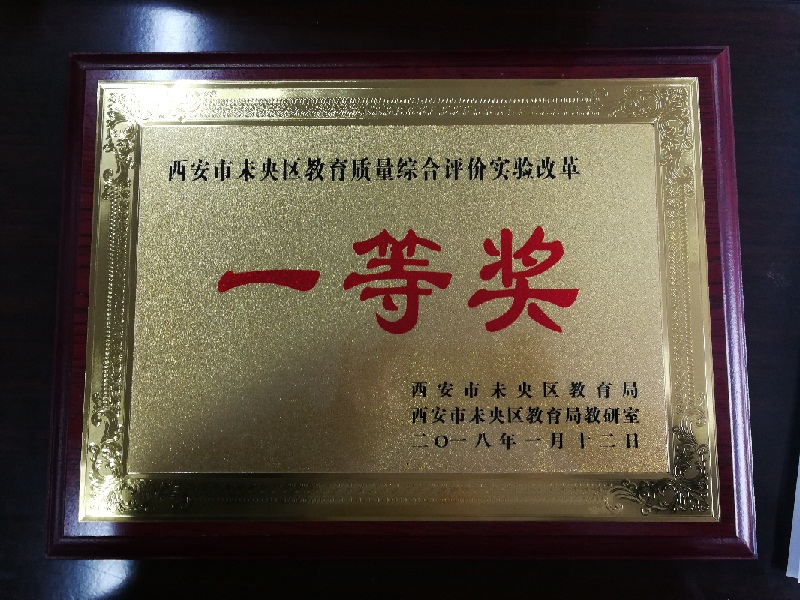 西安市未央区教育质量综合评价实验改革
一等奖
西安市未央区教育局
西安市未央区教育局教研室
二〇一八年一月十二日